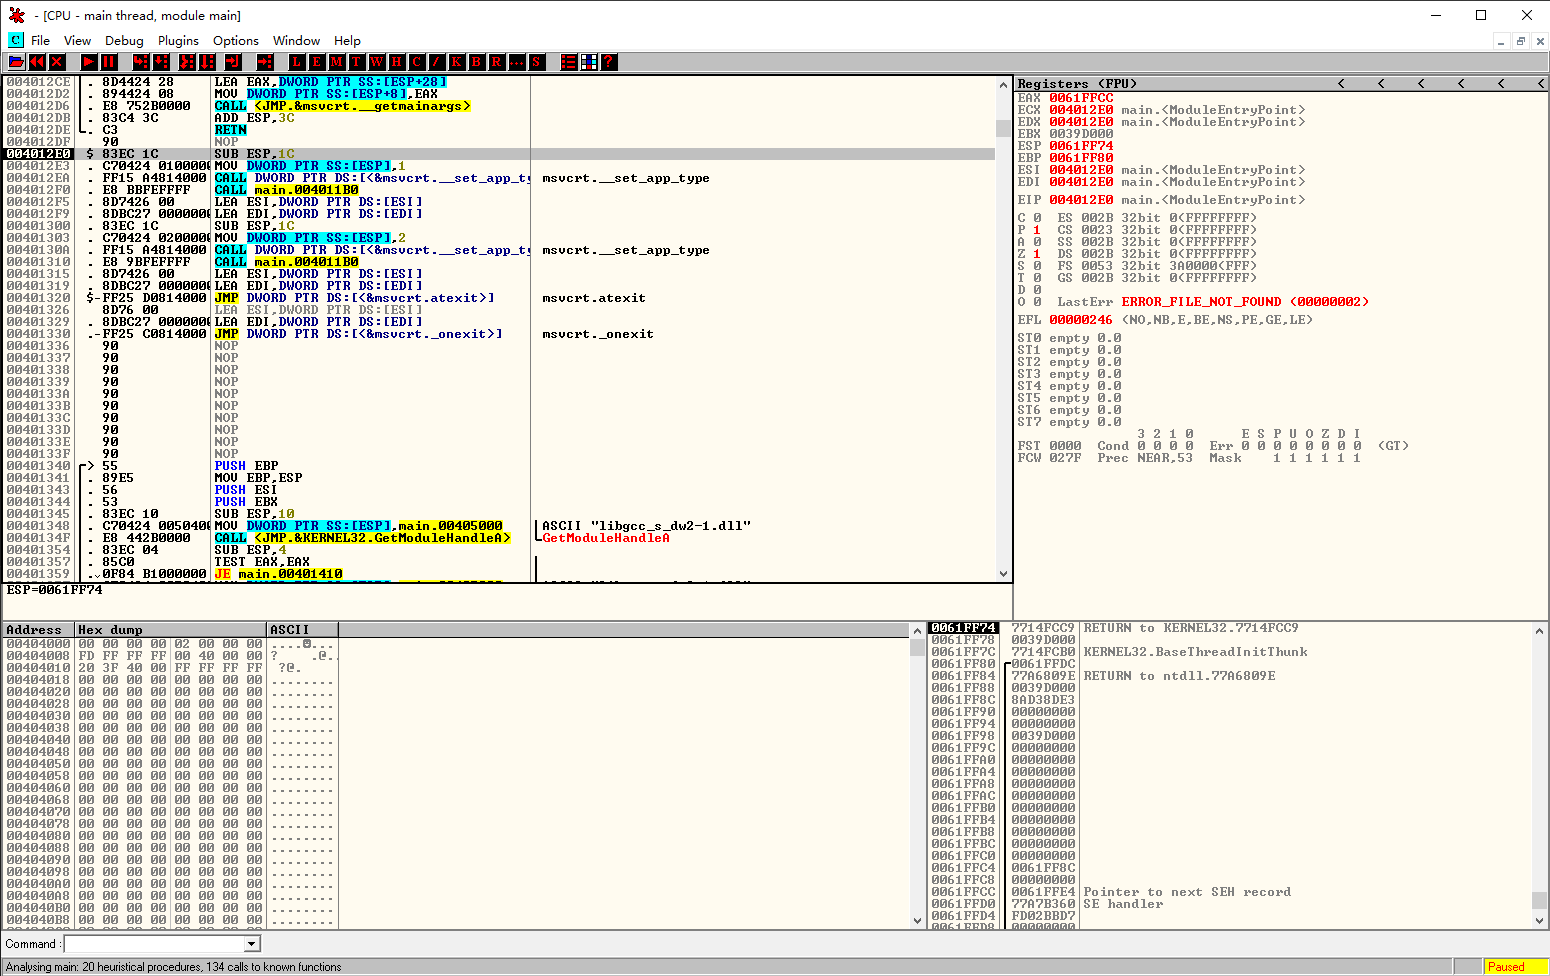 - [CPU - main thread, module main]
C File View Debug Plugins Options Window Help
L E M T W H C / K B R ... S ?
004012CE . 8D4424 28 LEA EAX,DWORD PTR SS:[ESP+28]
004012D2 . 894424 08 MOV DWORD PTR SS:[ESP+8],EAX
004012D6 . E8 752B0000 CALL <JMP.&msvcrt.__getmainargs>
004012DB . 83C4 3C ADD ESP,3C
004012DE . C3 RETN
004012DF 90 NOP
004012E0 $ 83EC 1C SUB ESP,1C
004012E3 . C70424 0100000 MOV DWORD PTR SS:[ESP],1
004012EA . FF15 A4814000 CALL DWORD PTR DS:[<&msvcrt.__set_app_ty msvcrt.__set_app_type
004012F0 . E8 BBFEFFFF CALL main.004011B0
004012F5 . 8D7426 00 LEA ESI,DWORD PTR DS:[ESI]
004012F9 . 8DBC27 0000000 LEA EDI,DWORD PTR DS:[EDI]
00401300 . 83EC 1C SUB ESP,1C
00401303 . C70424 0200000 MOV DWORD PTR SS:[ESP],2
0040130A . FF15 A4814000 CALL DWORD PTR DS:[<&msvcrt.__set_app_ty msvcrt.__set_app_type
00401310 . E8 9BFEFFFF CALL main.004011B0
00401315 . 8D7426 00 LEA ESI,DWORD PTR DS:[ESI]
00401319 . 8DBC27 0000000 LEA EDI,DWORD PTR DS:[EDI]
00401320 $-FF25 D0814000 JMP DWORD PTR DS:[<&msvcrt.atexit>] msvcrt.atexit
00401326 8D76 00 LEA ESI,DWORD PTR DS:[ESI]
00401329 . 8DBC27 0000000 LEA EDI,DWORD PTR DS:[EDI]
00401330 .-FF25 C0814000 JMP DWORD PTR DS:[<&msvcrt._onexit>] msvcrt._onexit
00401336 90 NOP
00401337 90 NOP
00401338 90 NOP
00401339 90 NOP
0040133A 90 NOP
0040133B 90 NOP
0040133C 90 NOP
0040133D 90 NOP
0040133E 90 NOP
0040133F 90 NOP
00401340 > 55 PUSH EBP
00401341 . 89E5 MOV EBP,ESP
00401343 . 56 PUSH ESI
00401344 . 53 PUSH EBX
00401345 . 83EC 10 SUB ESP,10
00401348 . C70424 0050400 MOV DWORD PTR SS:[ESP],main.00405000 ASCII "libgcc_s_dw2-1.dll"
0040134F . E8 442B0000 CALL <JMP.&KERNEL32.GetModuleHandleA> GetModuleHandleA
00401354 . 83EC 04 SUB ESP,4
00401357 . 85C0 TEST EAX,EAX
00401359 . 0F84 B1000000 JE main.00401410
ESP=0061FF74
Registers (FPU) < < < < < <
EAX 0061FFCC
ECX 004012E0 main.<ModuleEntryPoint>
EDX 004012E0 main.<ModuleEntryPoint>
EBX 0039D000
ESP 0061FF74
EBP 0061FF80
ESI 004012E0 main.<ModuleEntryPoint>
EDI 004012E0 main.<ModuleEntryPoint>
EIP 004012E0 main.<ModuleEntryPoint>
C 0 ES 002B 32bit 0(FFFFFFFF)
P 1 CS 0023 32bit 0(FFFFFFFF)
A 0 SS 002B 32bit 0(FFFFFFFF)
Z 1 DS 002B 32bit 0(FFFFFFFF)
S 0 FS 0053 32bit 3A0000(FFF)
T 0 GS 002B 32bit 0(FFFFFFFF)
D 0
O 0 LastErr ERROR_FILE_NOT_FOUND (00000002)
EFL 00000246 (NO,NB,E,BE,NS,PE,GE,LE)
ST0 empty 0.0
ST1 empty 0.0
ST2 empty 0.0
ST3 empty 0.0
ST4 empty 0.0
ST5 empty 0.0
ST6 empty 0.0
ST7 empty 0.0
3 2 1 0 E S P U O Z D I
FST 0000 Cond 0 0 0 0 Err 0 0 0 0 0 0 0 0 (GT)
FCW 027F Prec NEAR,53 Mask 1 1 1 1 1 1
Address Hex dump ASCII
00404000 00 00 00 00 02 00 00 00 ....☻...
00404008 FD FF FF FF 00 40 00 00 ? .@..
00404010 20 3F 40 00 FF FF FF FF ?@.
00404018 00 00 00 00 00 00 00 00 ........
00404020 00 00 00 00 00 00 00 00 ........
00404028 00 00 00 00 00 00 00 00 ........
00404030 00 00 00 00 00 00 00 00 ........
00404038 00 00 00 00 00 00 00 00 ........
00404040 00 00 00 00 00 00 00 00 ........
00404048 00 00 00 00 00 00 00 00 ........
00404050 00 00 00 00 00 00 00 00 ........
00404058 00 00 00 00 00 00 00 00 ........
00404060 00 00 00 00 00 00 00 00 ........
00404068 00 00 00 00 00 00 00 00 ........
00404070 00 00 00 00 00 00 00 00 ........
00404078 00 00 00 00 00 00 00 00 ........
00404080 00 00 00 00 00 00 00 00 ........
00404088 00 00 00 00 00 00 00 00 ........
00404090 00 00 00 00 00 00 00 00 ........
00404098 00 00 00 00 00 00 00 00 ........
004040A0 00 00 00 00 00 00 00 00 ........
004040A8 00 00 00 00 00 00 00 00 ........
004040B0 00 00 00 00 00 00 00 00 ........
004040B8 00 00 00 00 00 00 00 00 ........
0061FF74 7714FCC9 RETURN to KERNEL32.7714FCC9
0061FF78 0039D000
0061FF7C 7714FCB0 KERNEL32.BaseThreadInitThunk
0061FF80 0061FFDC
0061FF84 77A6809E RETURN to ntdll.77A6809E
0061FF88 0039D000
0061FF8C 8AD38DE3
0061FF90 00000000
0061FF94 00000000
0061FF98 0039D000
0061FF9C 00000000
0061FFA0 00000000
0061FFA4 00000000
0061FFA8 00000000
0061FFAC 00000000
0061FFB0 00000000
0061FFB4 00000000
0061FFB8 00000000
0061FFBC 00000000
0061FFC0 00000000
0061FFC4 0061FF8C
0061FFC8 00000000
0061FFCC 0061FFE4 Pointer to next SEH record
0061FFD0 77A7B360 SE handler
0061FFD4 FD02BBD7
0061FFD8 00000000
Command :
Analysing main: 20 heuristical procedures, 134 calls to known functions Paused